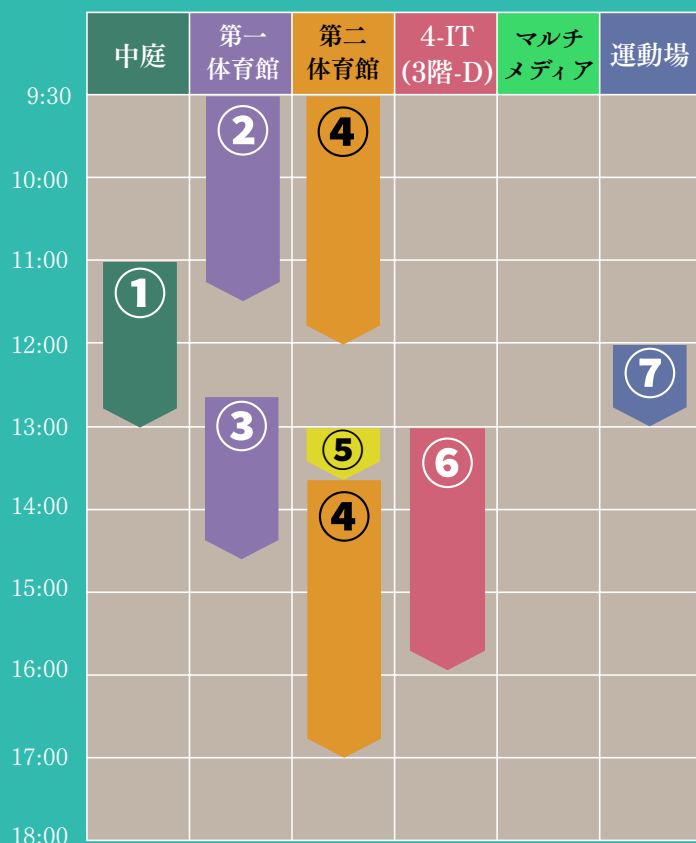 中庭
第一
体育館
第二
体育館
4-IT
(3階-D)
マルチ
メディア
運動場
9:30
10:00
11:00
12:00
13:00
14:00
15:00
16:00
17:00
18:00
②
④
①
⑦
③
⑤
⑥
④